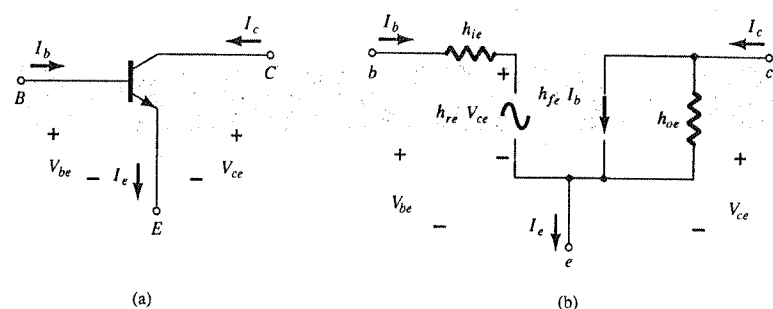 I_b
I_c
B
C
+
+
V_be
−
I_e
−
V_ce
E
(a)
I_b
I_c
b
h_ie
c
+
h_re V_ce
h_fe I_b
h_oe
−
+
+
V_be
−
I_e
−
V_ce
e
(b)